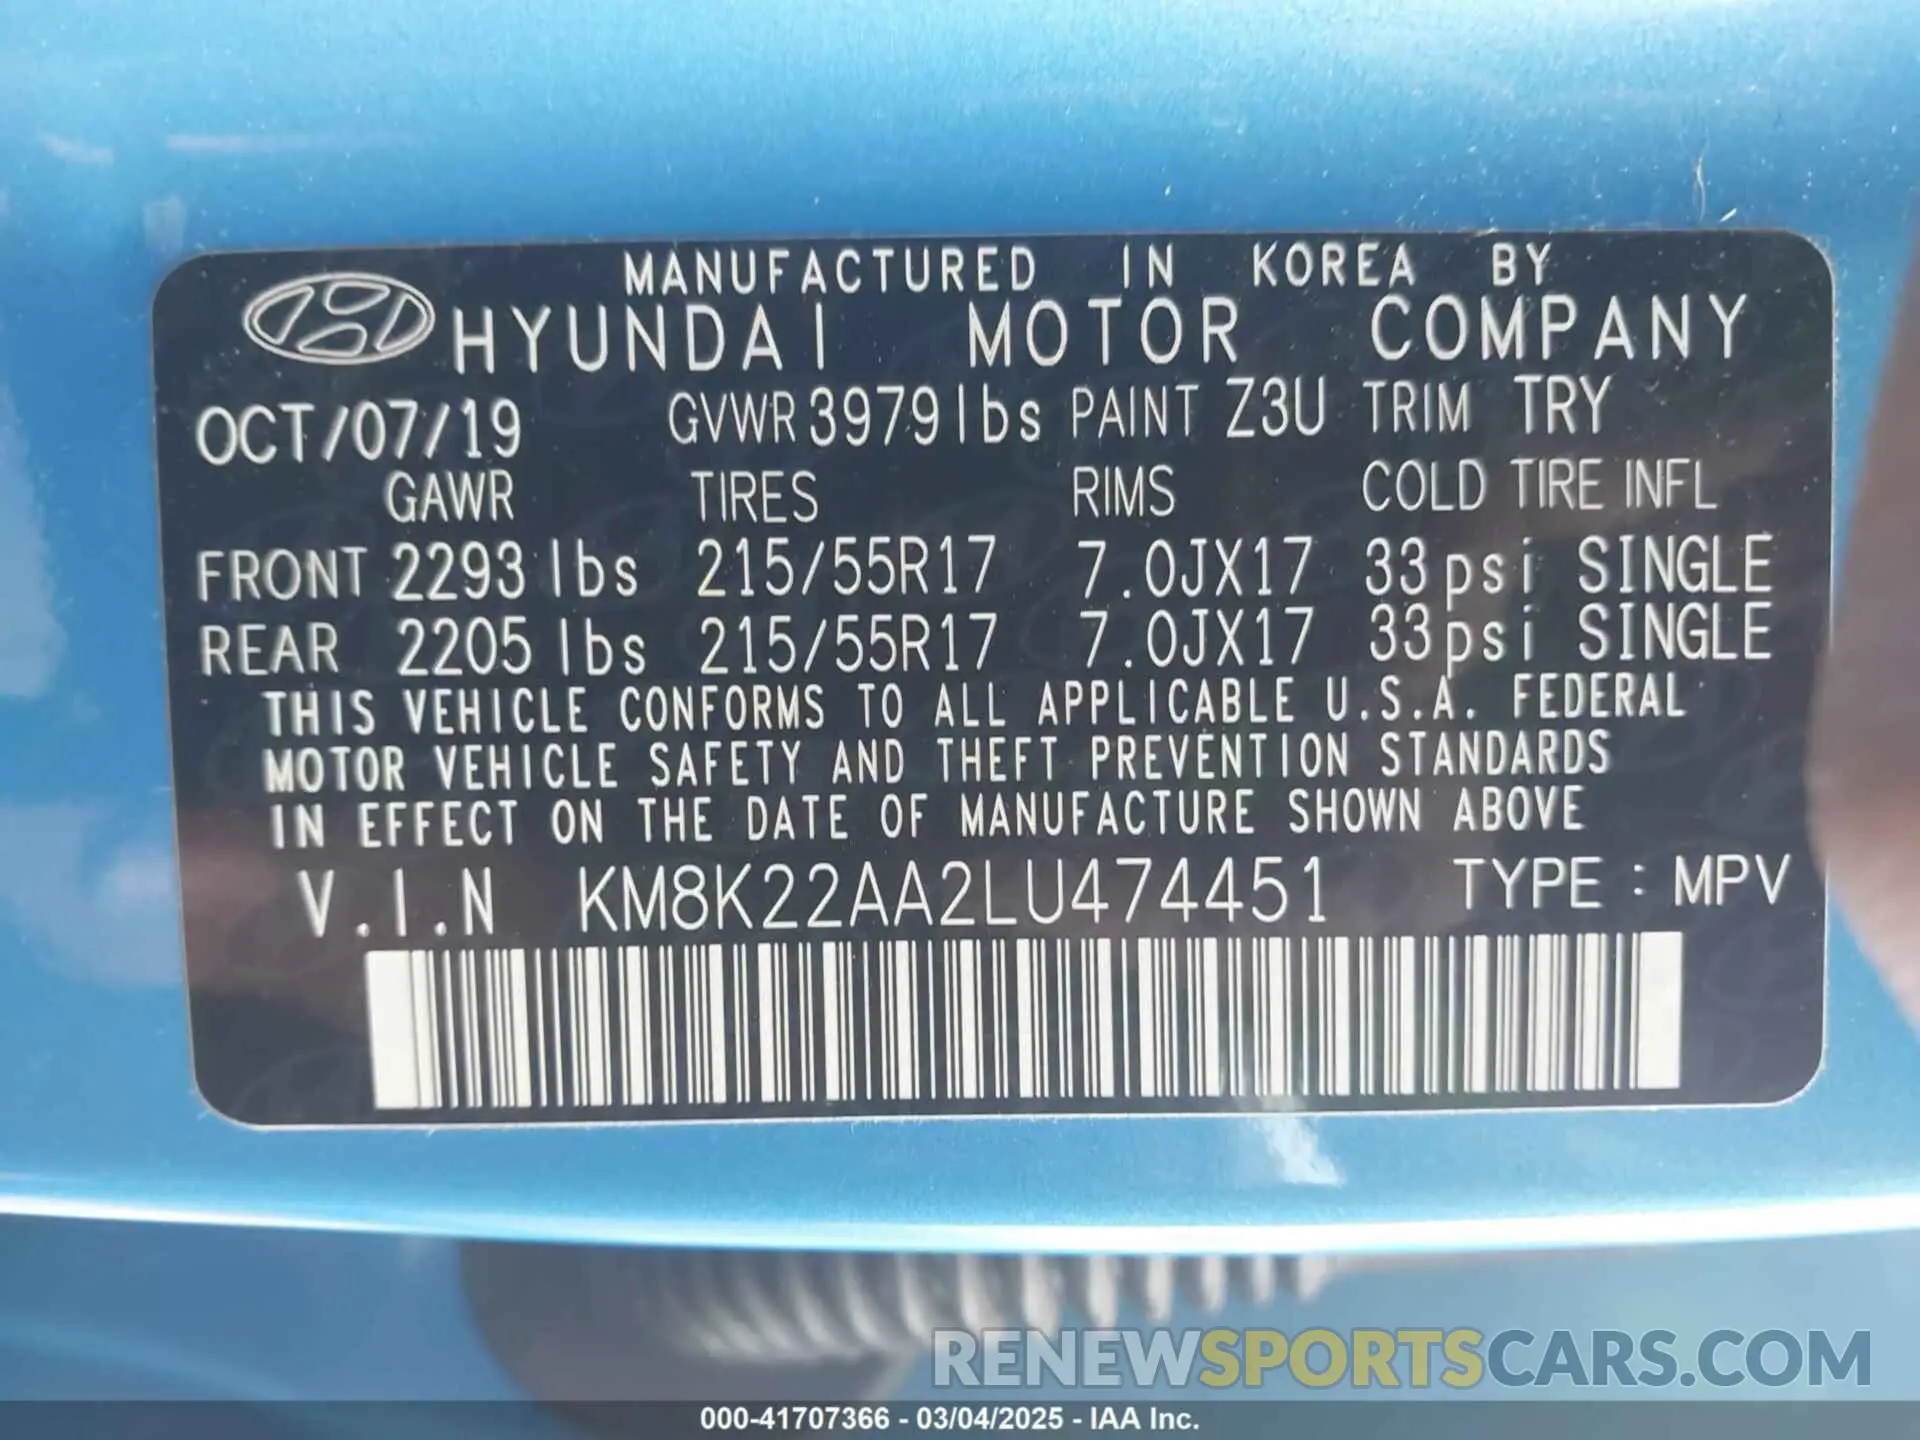 MANUFACTURED IN KOREA BY
HYUNDAI MOTOR COMPANY
OCT/07/19 GVWR 3979lbs PAINT Z3U TRIM TRY
GAWR TIRES RIMS COLD TIRE INFL
FRONT 2293 lbs 215/55R17 7.0JX17 33psi SINGLE
REAR 2205 lbs 215/55R17 7.0JX17 33psi SINGLE
THIS VEHICLE CONFORMS TO ALL APPLICABLE U.S.A. FEDERAL
MOTOR VEHICLE SAFETY AND THEFT PREVENTION STANDARDS
IN EFFECT ON THE DATE OF MANUFACTURE SHOWN ABOVE
V.I.N KM8K22AA2LU474451 TYPE : MPV
RENEWSPORTSCARS.COM
000-41707366 - 03/04/2025 - IAA Inc.